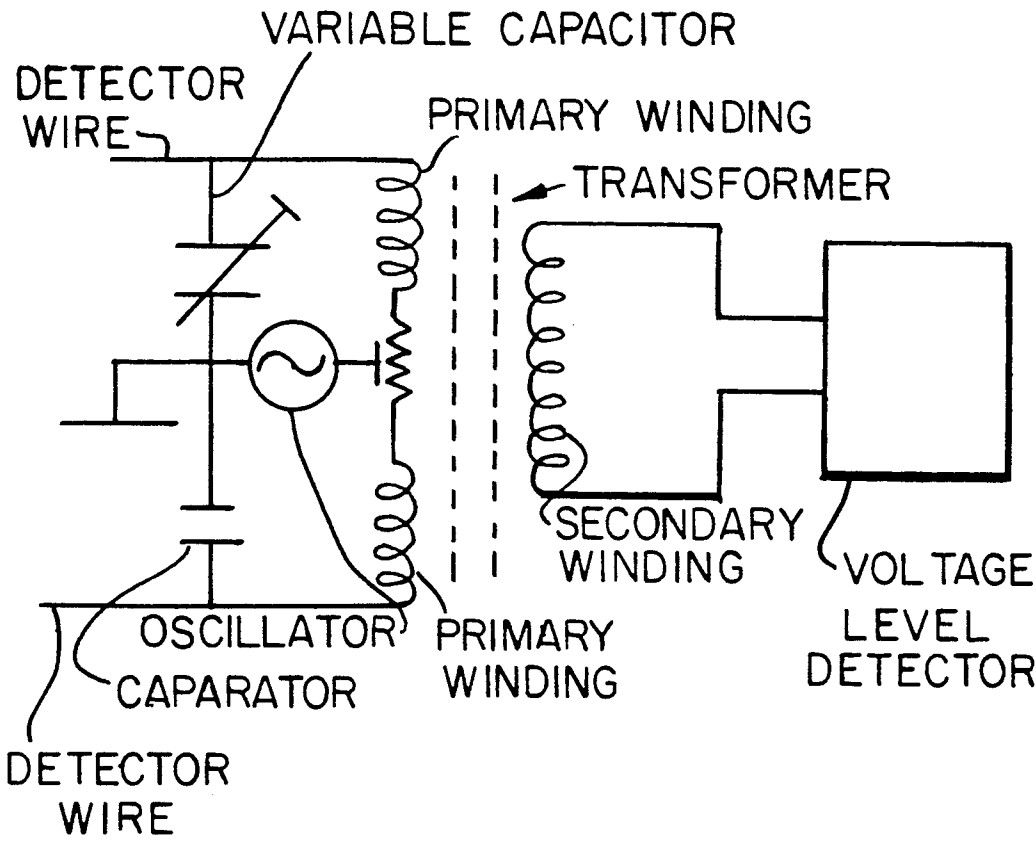 VARIABLE CAPACITOR
DETECTOR
WIRE
PRIMARY WINDING
TRANSFORMER
SECONDARY
WINDING
VOLTAGE
LEVEL
DETECTOR
OSCILLATOR
PRIMARY
WINDING
CAPARATOR
DETECTOR
WIRE